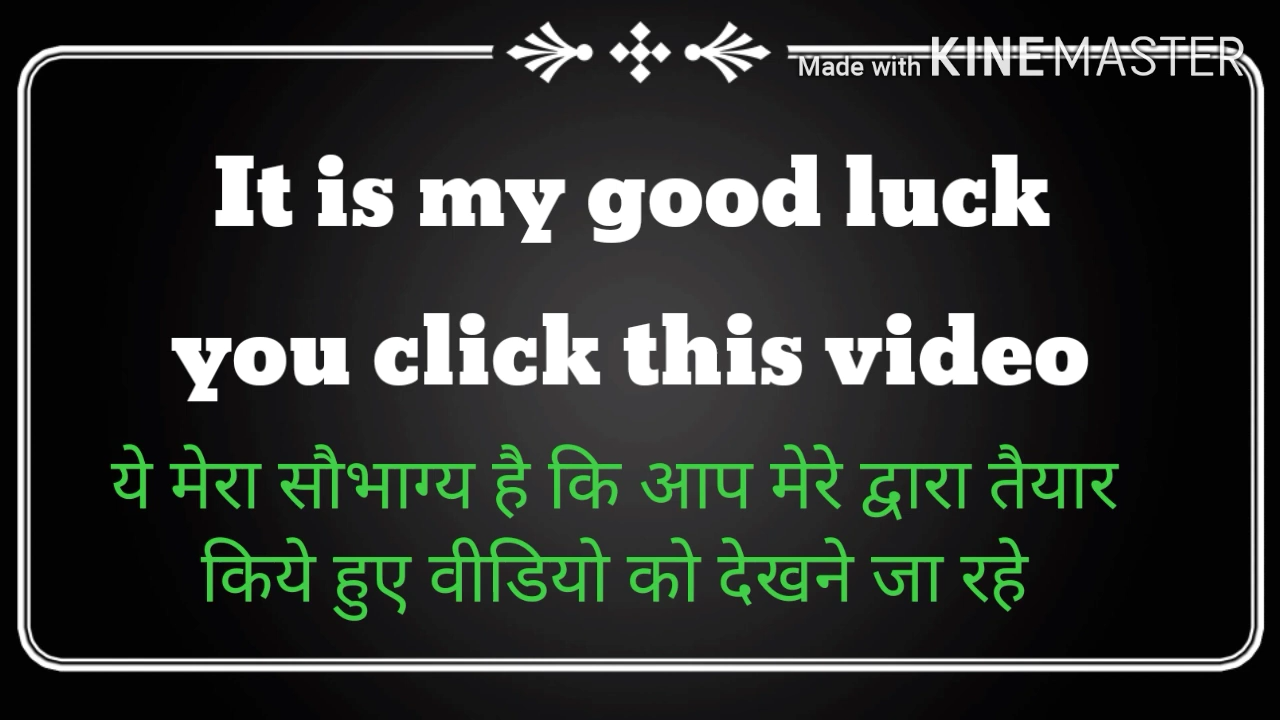 Made with KINEMASTER
It is my good luck
you click this video
ये मेरा सौभाग्य है कि आप मेरे द्वारा तैयार
किये हुए वीडियो को देखने जा रहे